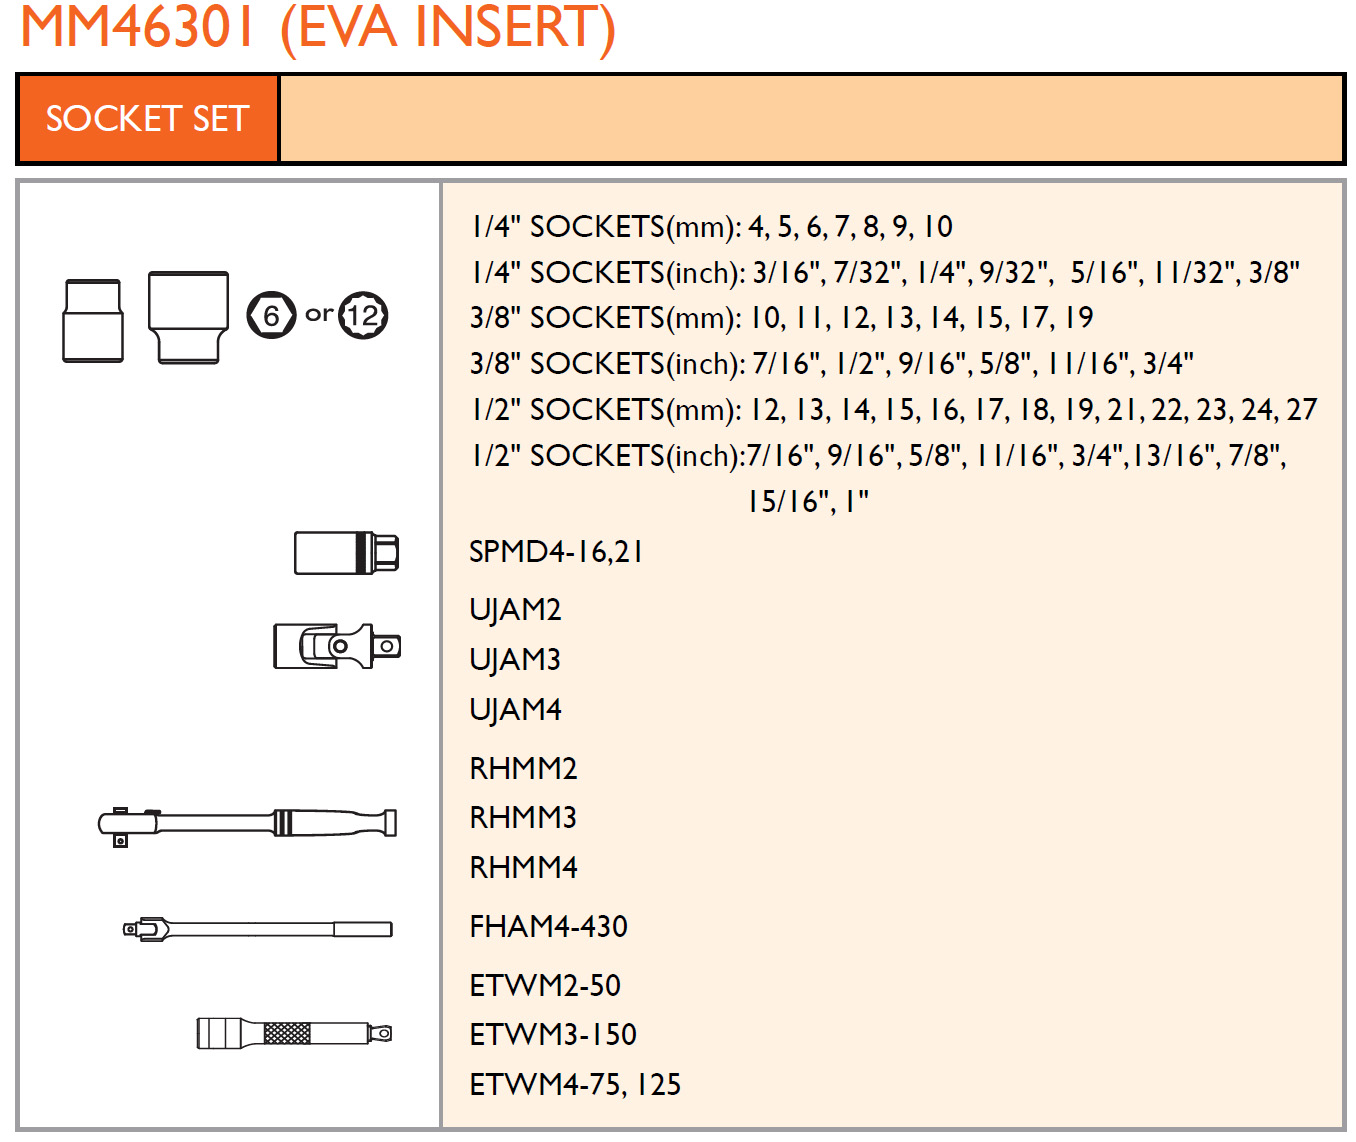 MM46301 (EVA INSERT)
SOCKET SET
1/4" SOCKETS(mm): 4, 5, 6, 7, 8, 9, 10
1/4" SOCKETS(inch): 3/16", 7/32", 1/4", 9/32", 5/16", 11/32", 3/8"
6 or 12
3/8" SOCKETS(mm): 10, 11, 12, 13, 14, 15, 17, 19
3/8" SOCKETS(inch): 7/16", 1/2", 9/16", 5/8", 11/16", 3/4"
1/2" SOCKETS(mm): 12, 13, 14, 15, 16, 17, 18, 19, 21, 22, 23, 24, 27
1/2" SOCKETS(inch):7/16", 9/16", 5/8", 11/16", 3/4",13/16", 7/8",
15/16", 1"
SPMD4-16,21
UJAM2
UJAM3
UJAM4
RHMM2
RHMM3
RHMM4
FHAM4-430
ETWM2-50
ETWM3-150
ETWM4-75, 125